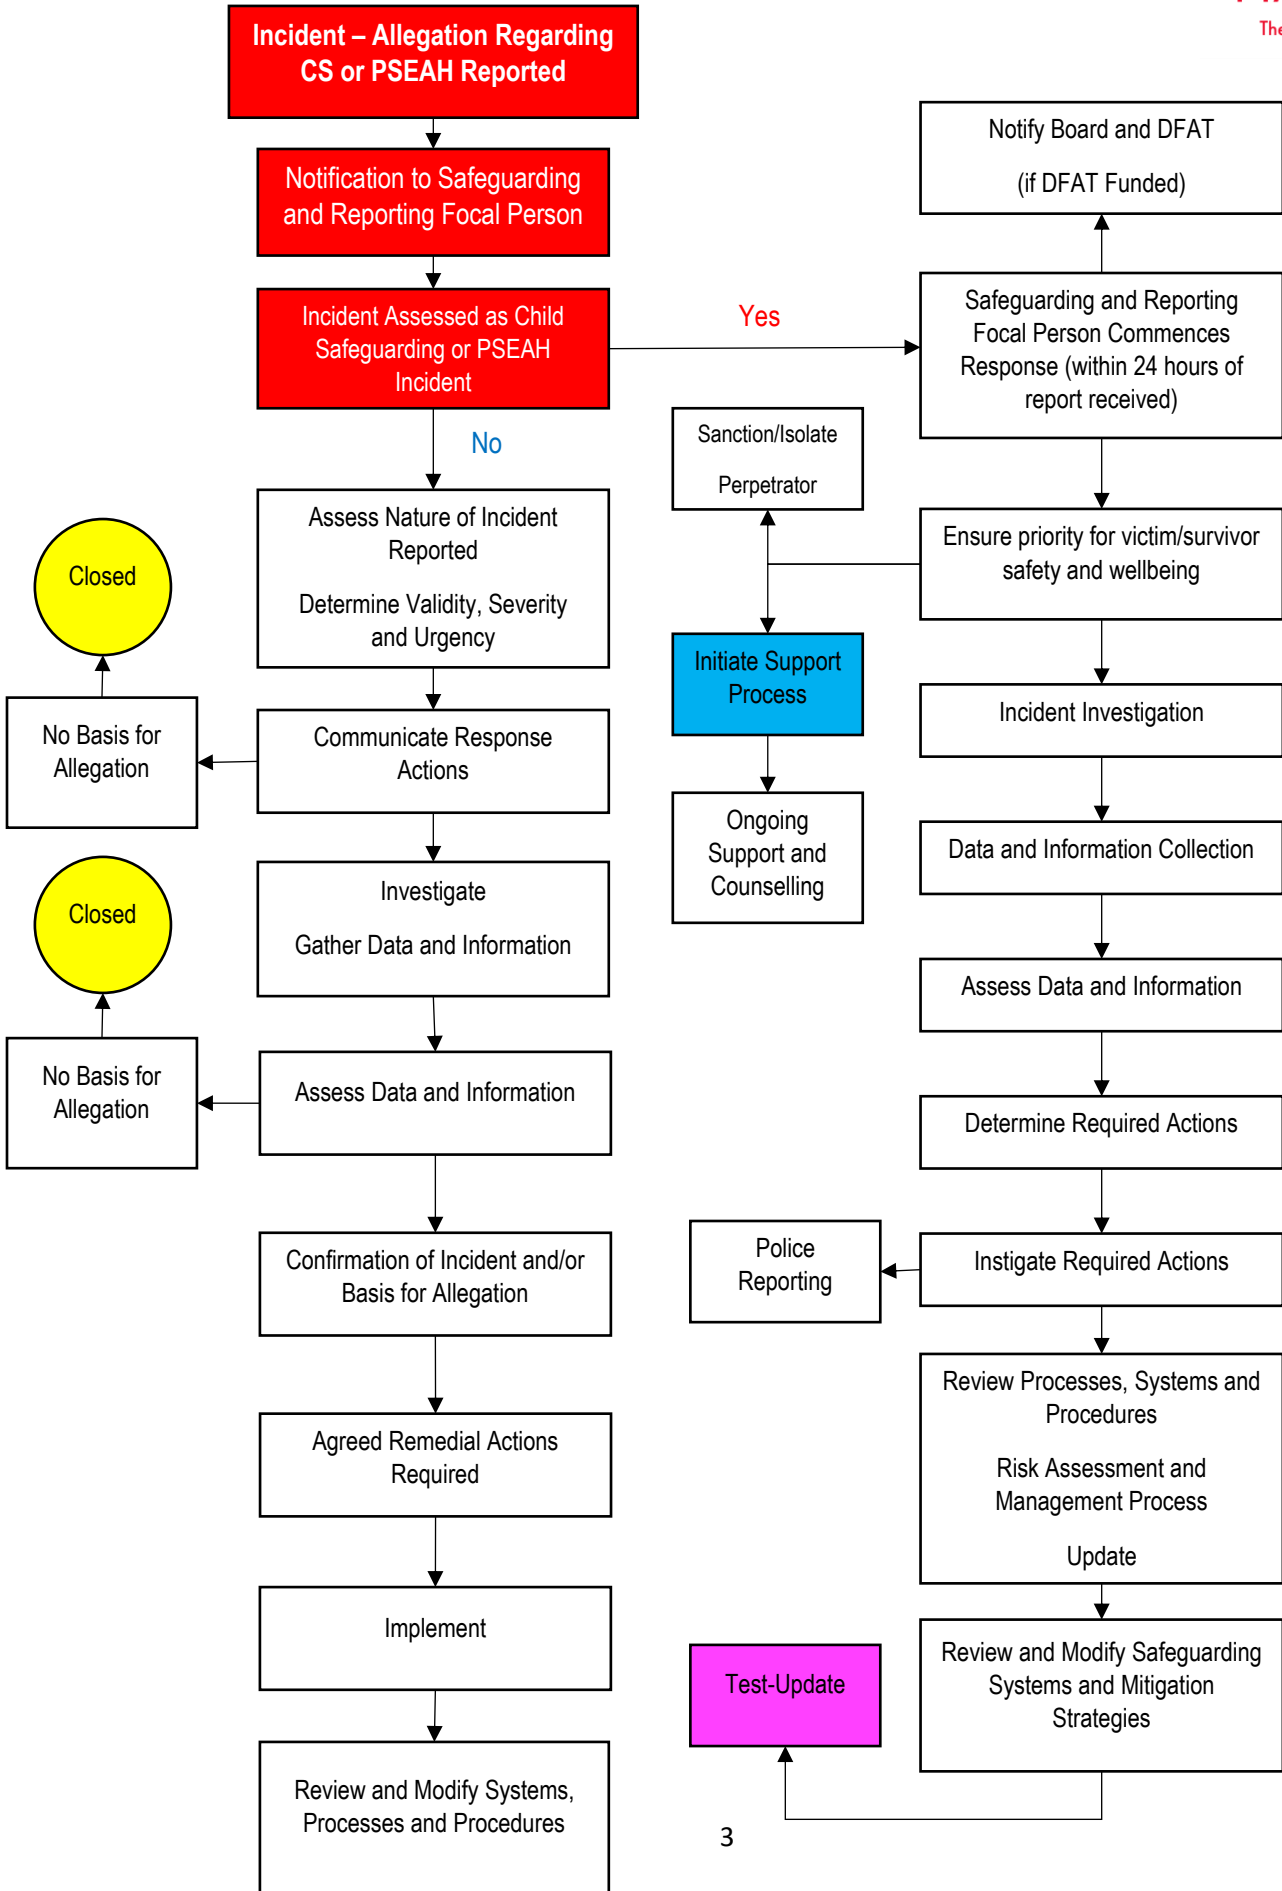 The
Incident – Allegation Regarding
CS or PSEAH Reported
Notification to Safeguarding
and Reporting Focal Person
Incident Assessed as Child
Safeguarding or PSEAH
Incident
Yes
No
Notify Board and DFAT
(if DFAT Funded)
Safeguarding and Reporting
Focal Person Commences
Response (within 24 hours of
report received)
Sanction/Isolate
Perpetrator
Ensure priority for victim/survivor
safety and wellbeing
Initiate Support
Process
Ongoing
Support and
Counselling
Incident Investigation
Data and Information Collection
Assess Data and Information
Determine Required Actions
Instigate Required Actions
Police
Reporting
Review Processes, Systems and
Procedures
Risk Assessment and
Management Process
Update
Review and Modify Safeguarding
Systems and Mitigation
Strategies
Test-Update
Assess Nature of Incident
Reported
Determine Validity, Severity
and Urgency
Closed
No Basis for
Allegation
Communicate Response
Actions
Investigate
Gather Data and Information
Closed
No Basis for
Allegation
Assess Data and Information
Confirmation of Incident and/or
Basis for Allegation
Agreed Remedial Actions
Required
Implement
Review and Modify Systems,
Processes and Procedures
3